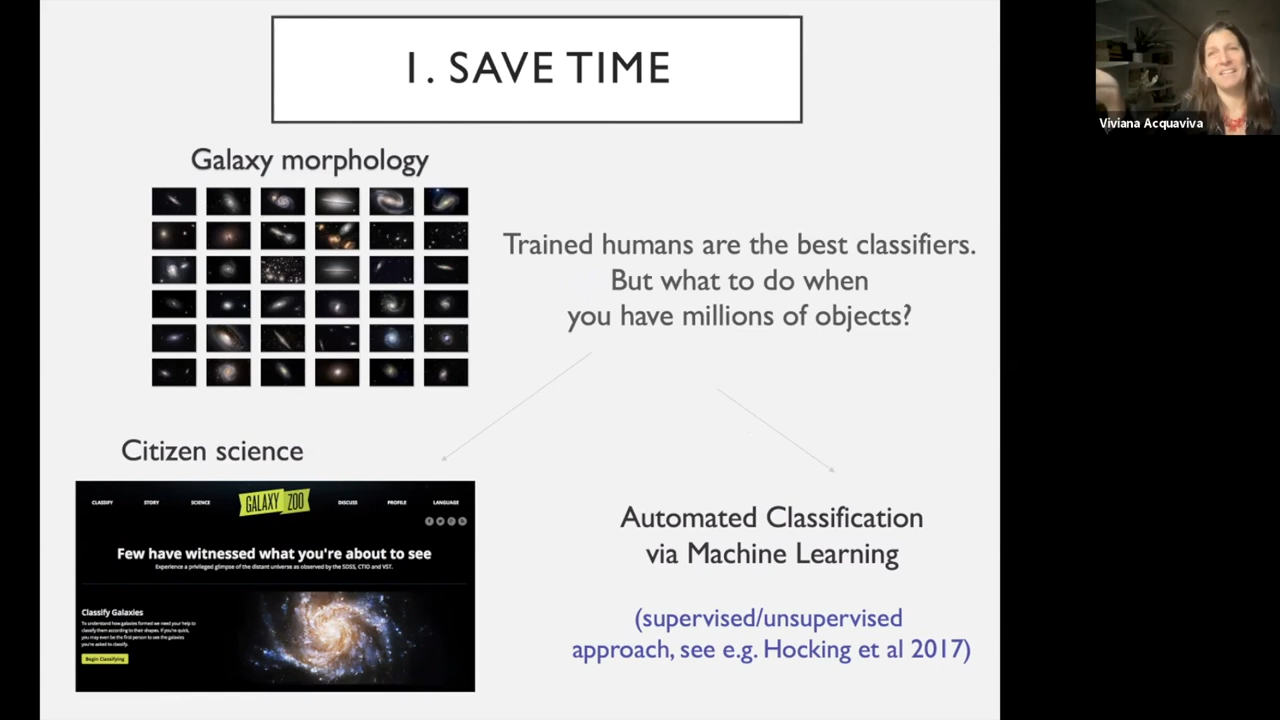 1. SAVE TIME
Viviana Acquaviva
Galaxy morphology
Trained humans are the best classifiers.
But what to do when
you have millions of objects?
Citizen science
CLASSIFY STORY SCIENCE GALAXY ZOO DISCUSS PROFILE LANGUAGE
Few have witnessed what you're about to see
Experience a privileged glimpse of the distant universe as observed by the SDSS, CTIO and VST.
Classify Galaxies
To understand how galaxies formed we need your help to
classify them according to their shapes. If you're quick,
you may even be the first person to see the galaxies
you're asked to classify.
Begin Classifying
Automated Classification
via Machine Learning
(supervised/unsupervised
approach, see e.g. Hocking et al 2017)